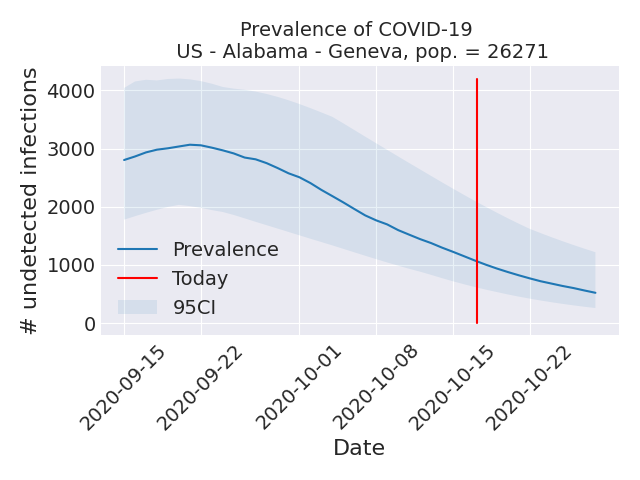 Prevalence of COVID-19
US - Alabama - Geneva, pop. = 26271
# undetected infections
4000
3000
2000
1000
0
Prevalence
Today
95CI
2020-09-15
2020-09-22
2020-10-01
2020-10-08
2020-10-15
2020-10-22
Date